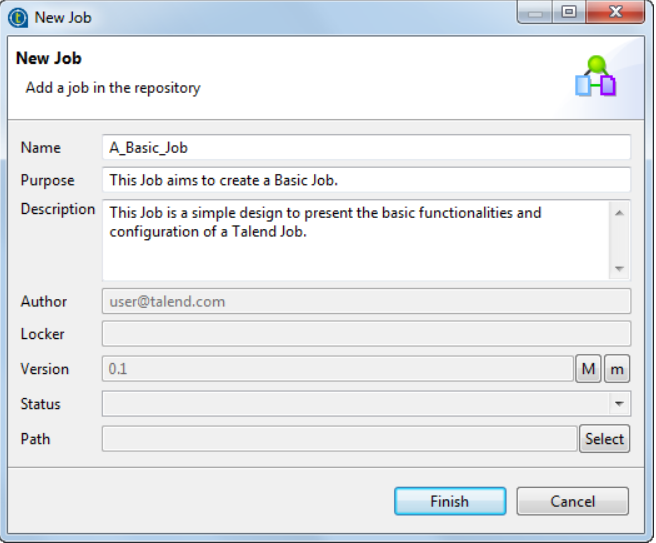 New Job
New Job
Add a job in the repository
Name A_Basic_Job
Purpose This Job aims to create a Basic Job.
Description This Job is a simple design to present the basic functionalities and
configuration of a Talend Job.
Author user@talend.com
Locker
Version 0.1 M m
Status
Path Select
Finish Cancel